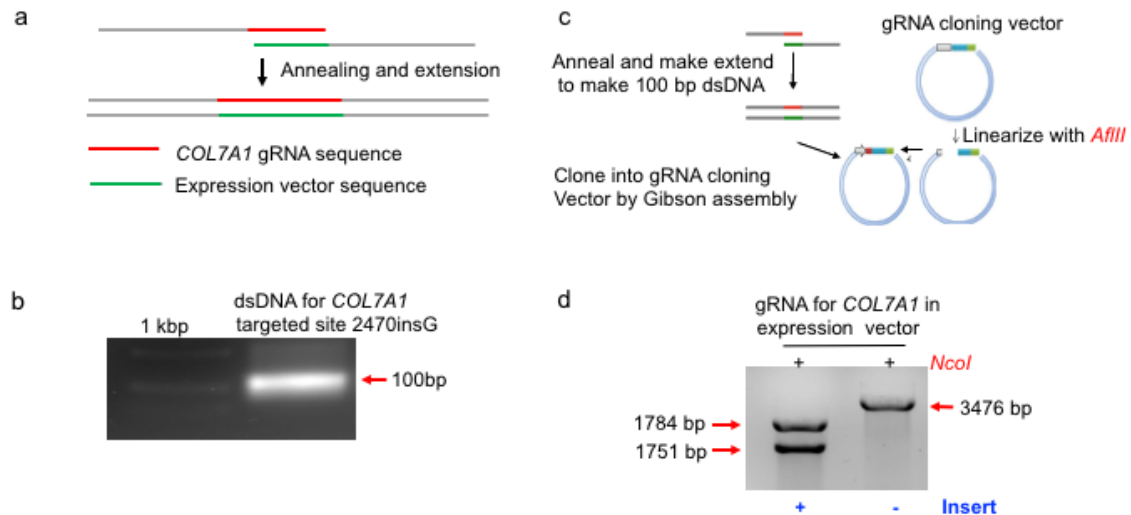 a
Annealing and extension
COL7A1 gRNA sequence
Expression vector sequence
b
dsDNA for COL7A1
1 kbp targeted site 2470insG
100bp
c
gRNA cloning vector
Anneal and make extend
to make 100 bp dsDNA
Linearize with AflII
Clone into gRNA cloning
Vector by Gibson assembly
d
gRNA for COL7A1 in
expression vector
+ + NcoI
3476 bp
1784 bp
1751 bp
+ - Insert